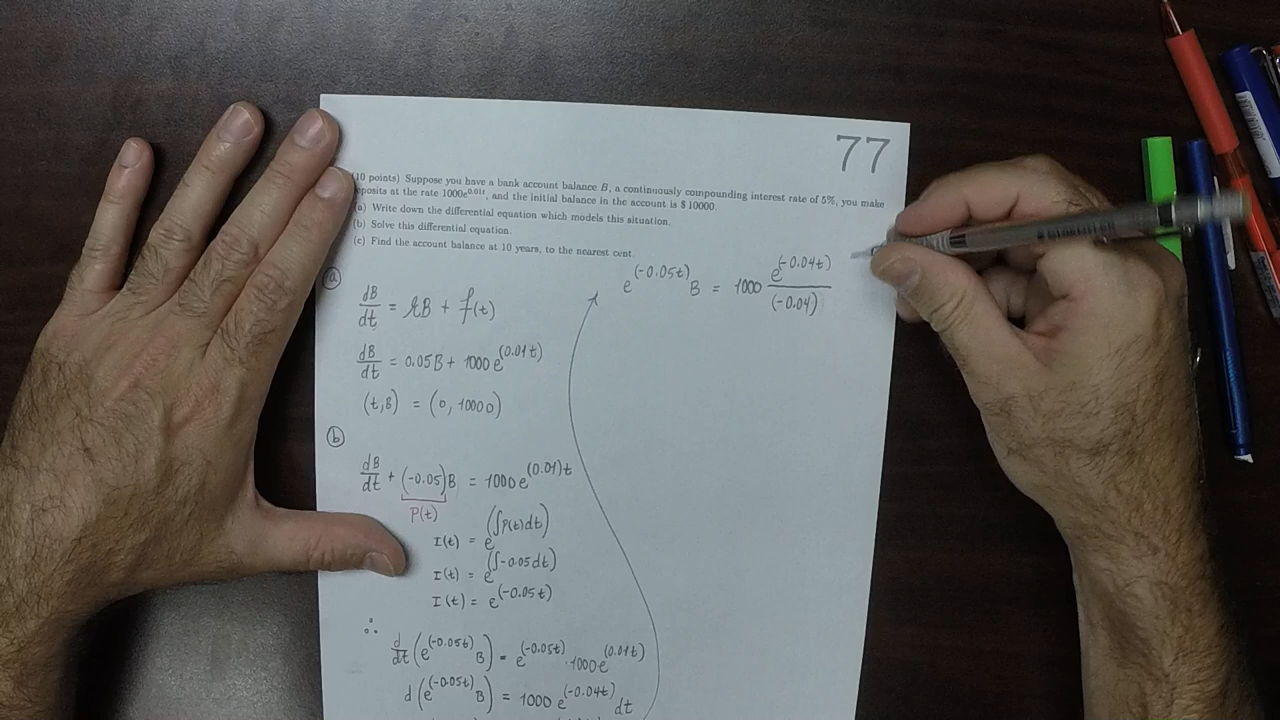 77
(10 points) Suppose you have a bank account balance B, a continuously compounding interest rate of 5%, you make
eposits at the rate 1000e^{0.01t}, and the initial balance in the account is $ 10000.
a) Write down the differential equation which models this situation.
(b) Solve this differential equation.
(c) Find the account balance at 10 years, to the nearest cent.
(a)
dB/dt = rB + f(t)
dB/dt = 0.05B + 1000e^(0.01t)
(t,B) = (0, 10000)
(b)
dB/dt + (-0.05)B = 1000e^(0.01)t
P(t)
I(t) = e^(∫P(t)dt)
I(t) = e^(∫-0.05dt)
I(t) = e^(-0.05t)
∴
d/dt (e^(-0.05t) B) = e^(-0.05t) · 1000e^(0.01t)
d (e^(-0.05t) B) = 1000 e^(-0.04t) dt
e^(-0.05t) B = 1000 e^(-0.04t) / (-0.04)